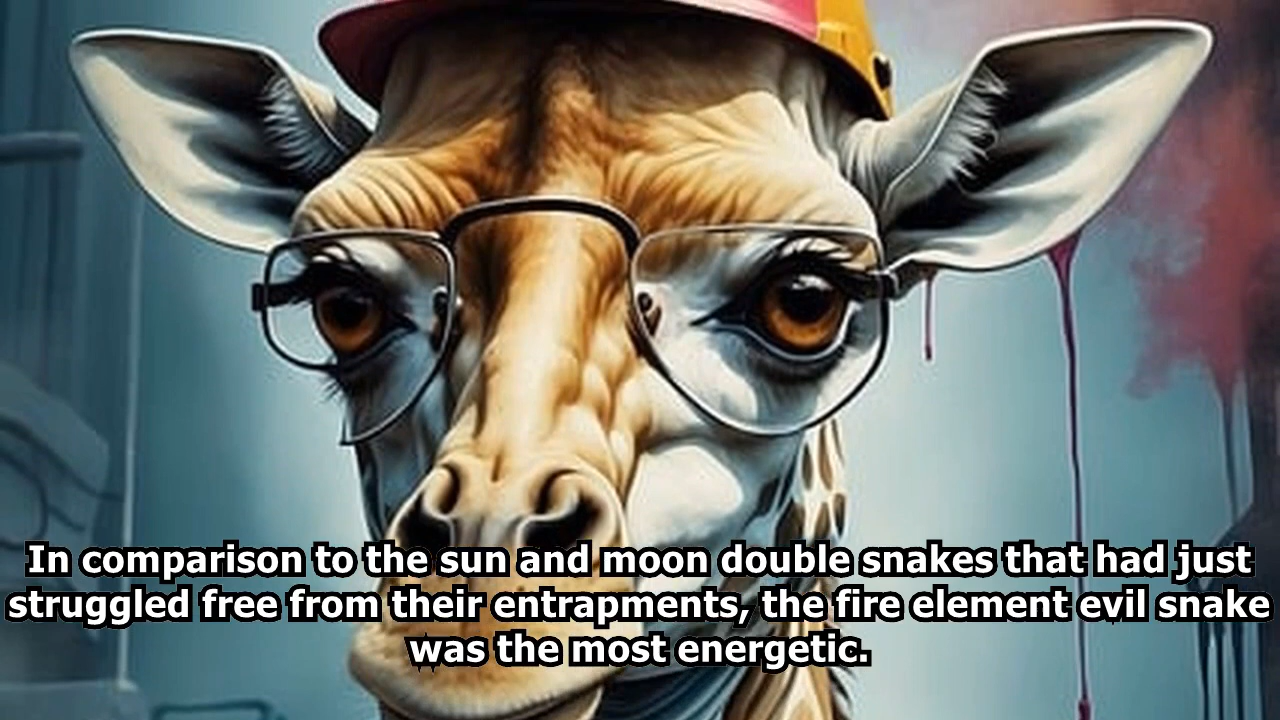 In comparison to the sun and moon double snakes that had just
struggled free from their entrapments, the fire element evil snake
was the most energetic.